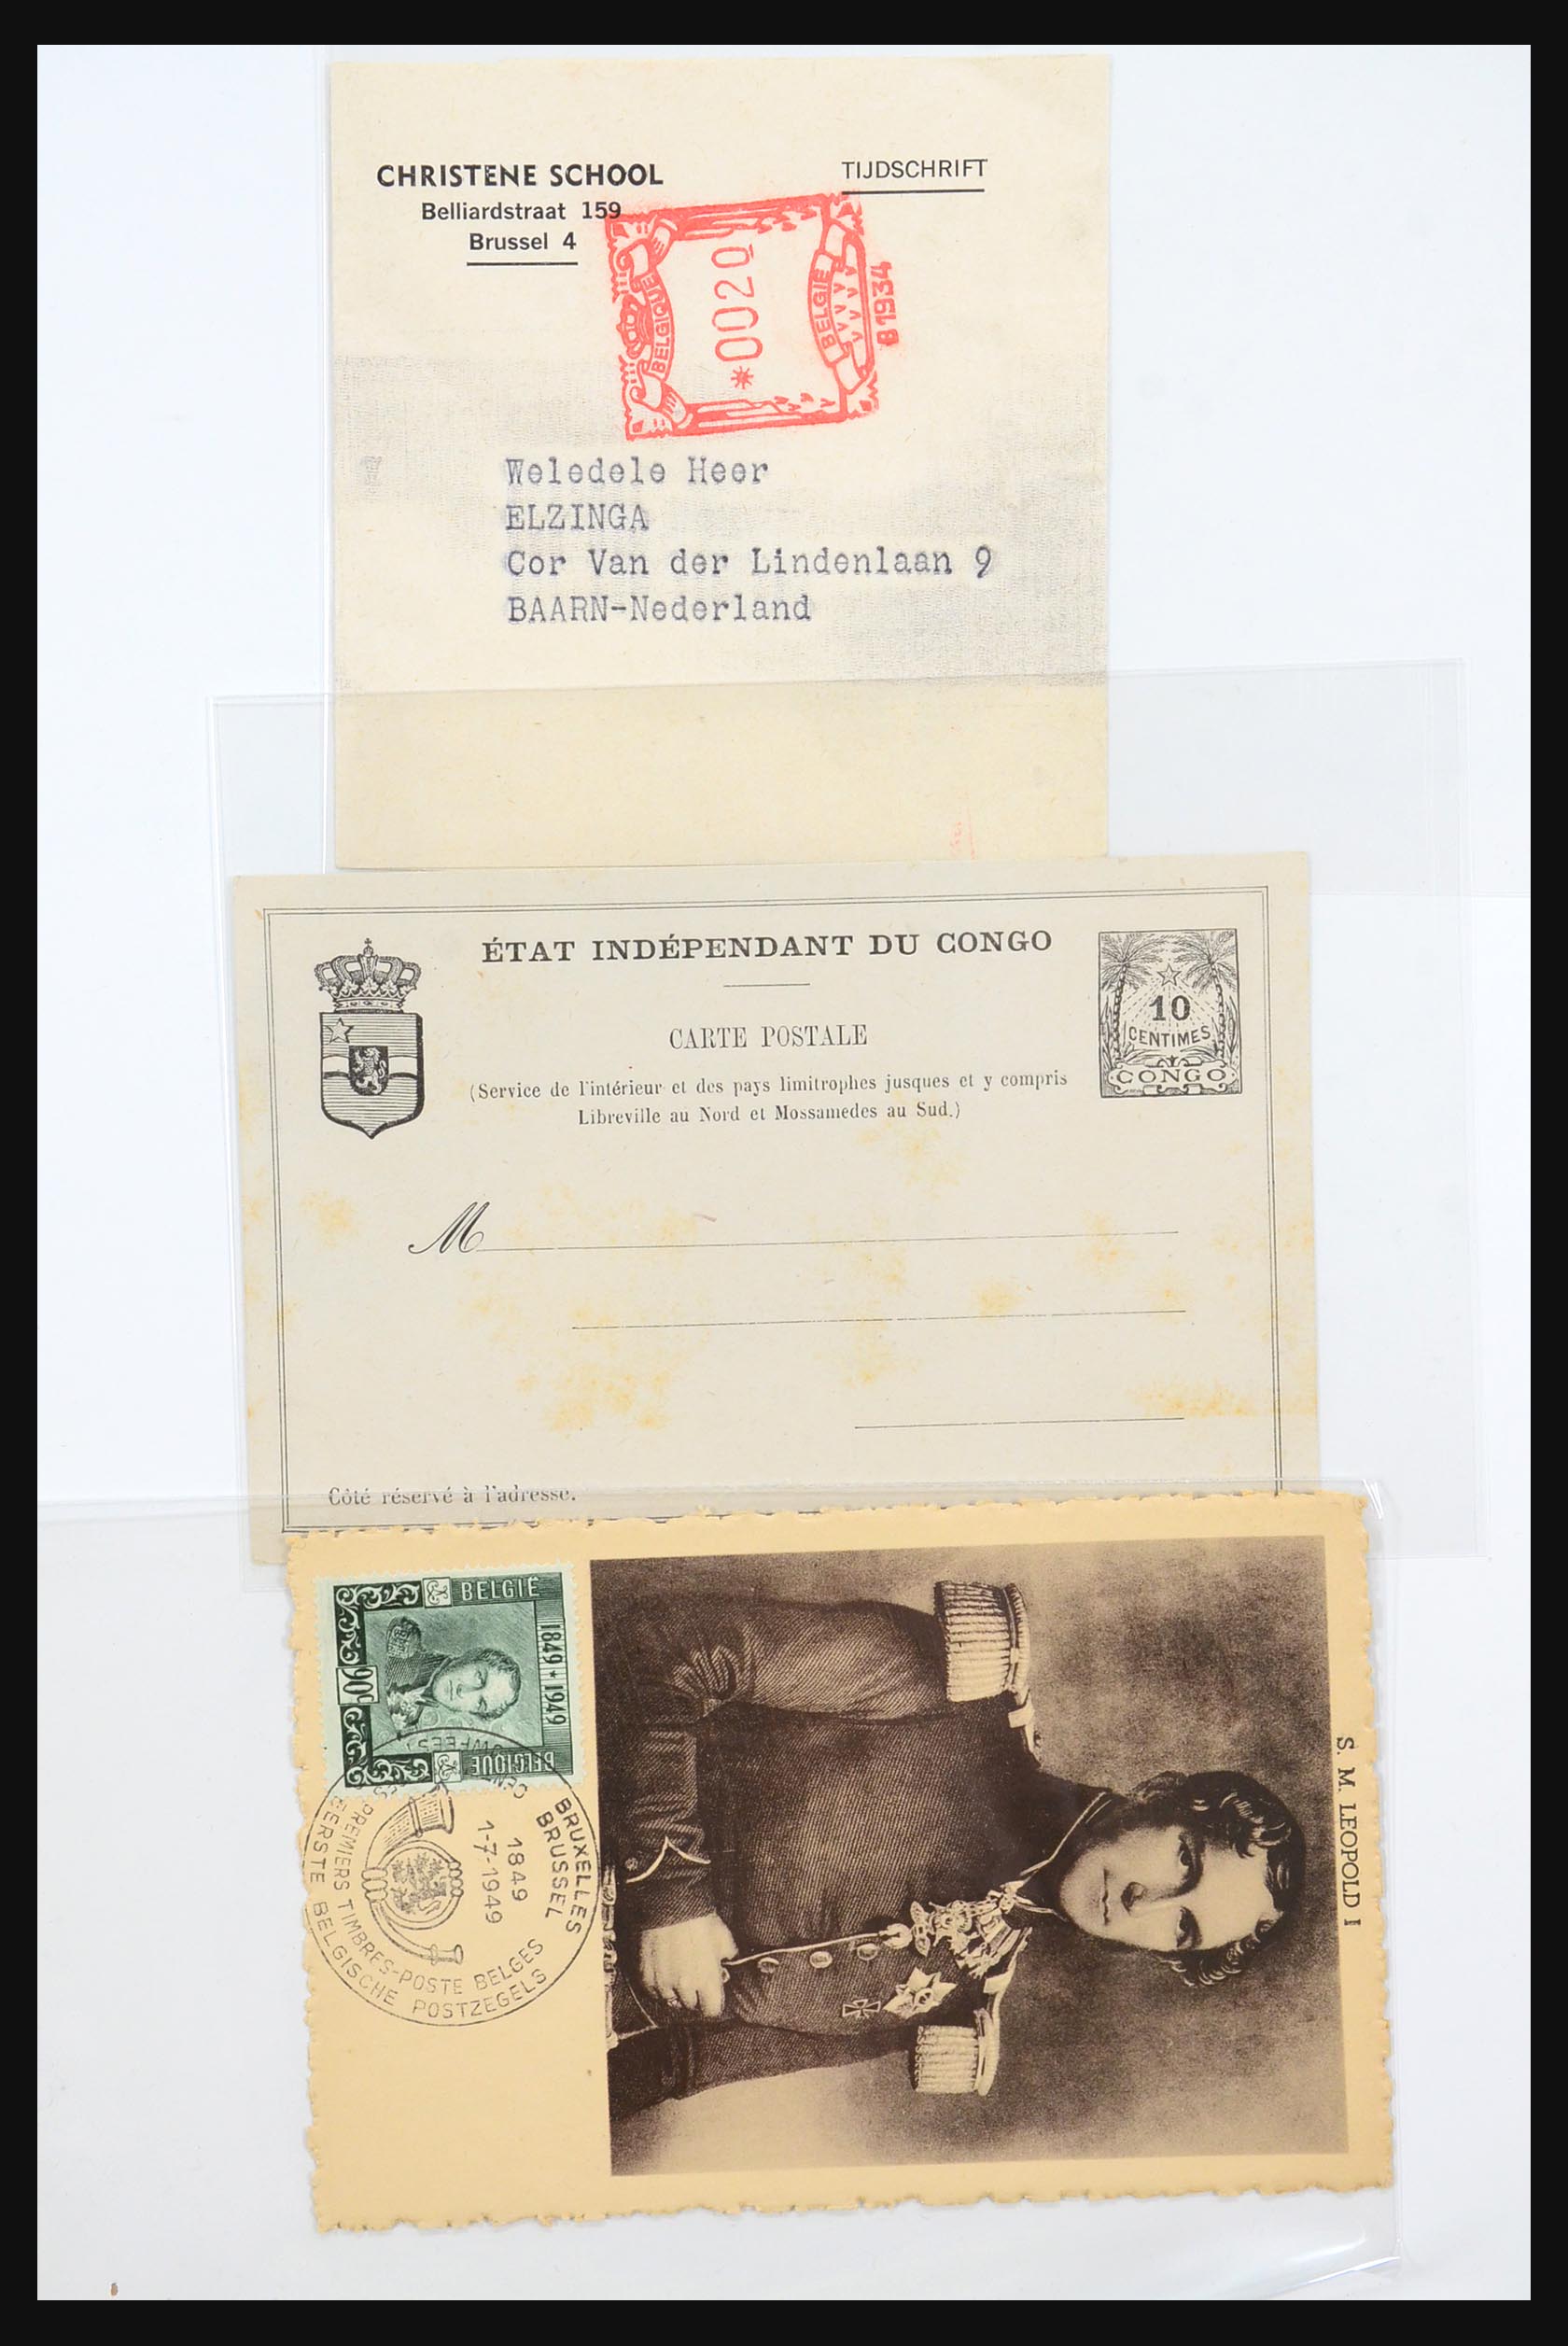 CHRISTENE SCHOOL
Belliardstraat 159
Brussel 4
TIJDSCHRIFT
BELGIQUE
*0020
BELGIE
B1934
Weledele Heer
ELZINGA
Cor Van der Lindenlaan 9
BAARN-Nederland
ÉTAT INDÉPENDANT DU CONGO
CARTE POSTALE
(Service de l'intérieur et des pays limitrophes jusques et y compris
Libreville au Nord et Mossamedes au Sud.)
10
CENTIMES
CONGO
M
Côté réservé à l'adresse.
BELGIË
1849 * 1949
90c
BELGIQUE
BRUXELLES
BRUSSEL
1849
1-7-1949
PREMIERS TIMBRES-POSTE BELGES
EERSTE BELGISCHE POSTZEGELS
S. M. LEOPOLD I